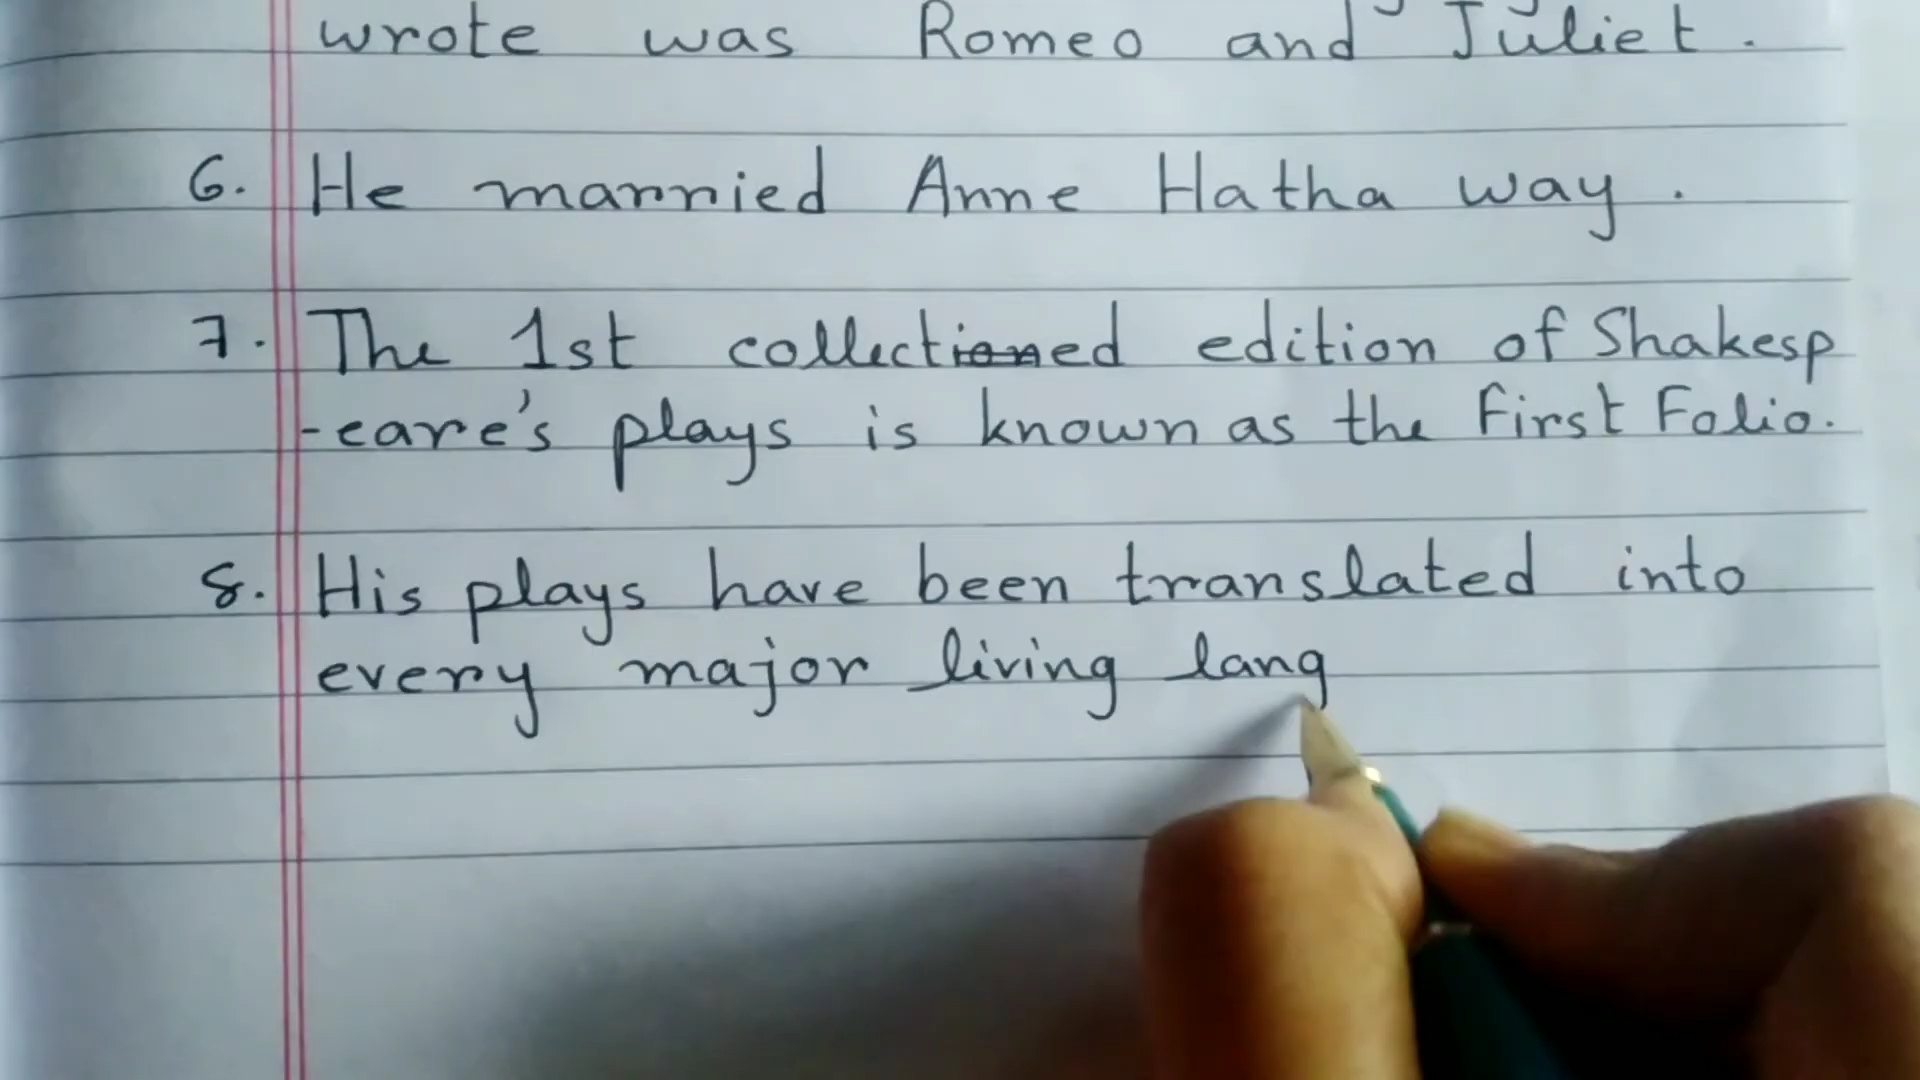 wrote was Romeo and Juliet.
6. He married Anne Hatha way.
7. The 1st collectioned edition of Shakesp
-eare's plays is known as the First Folio.
8. His plays have been translated into
every major living lang